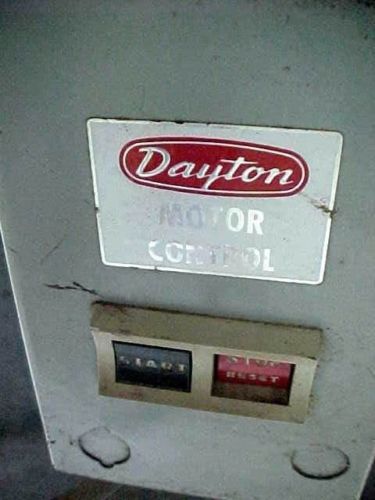 Dayton
MOTOR
CONTROL
START
STOP
RESET